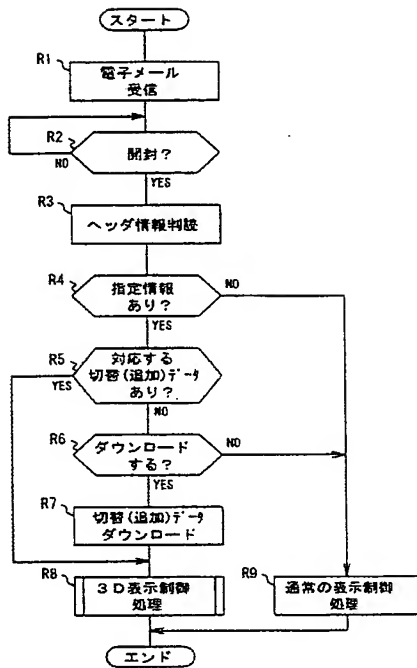 スタート
R1
電子メール
受信
R2
開封?
NO
YES
R3
ヘッダ情報判読
R4
指定情報
あり?
NO
YES
R5
対応する
切替(追加)データ
あり?
YES
NO
R6
ダウンロード
する?
NO
YES
R7
切替(追加)データ
ダウンロード
R8
3D表示制御
処理
R9
通常の表示制御
処理
エンド